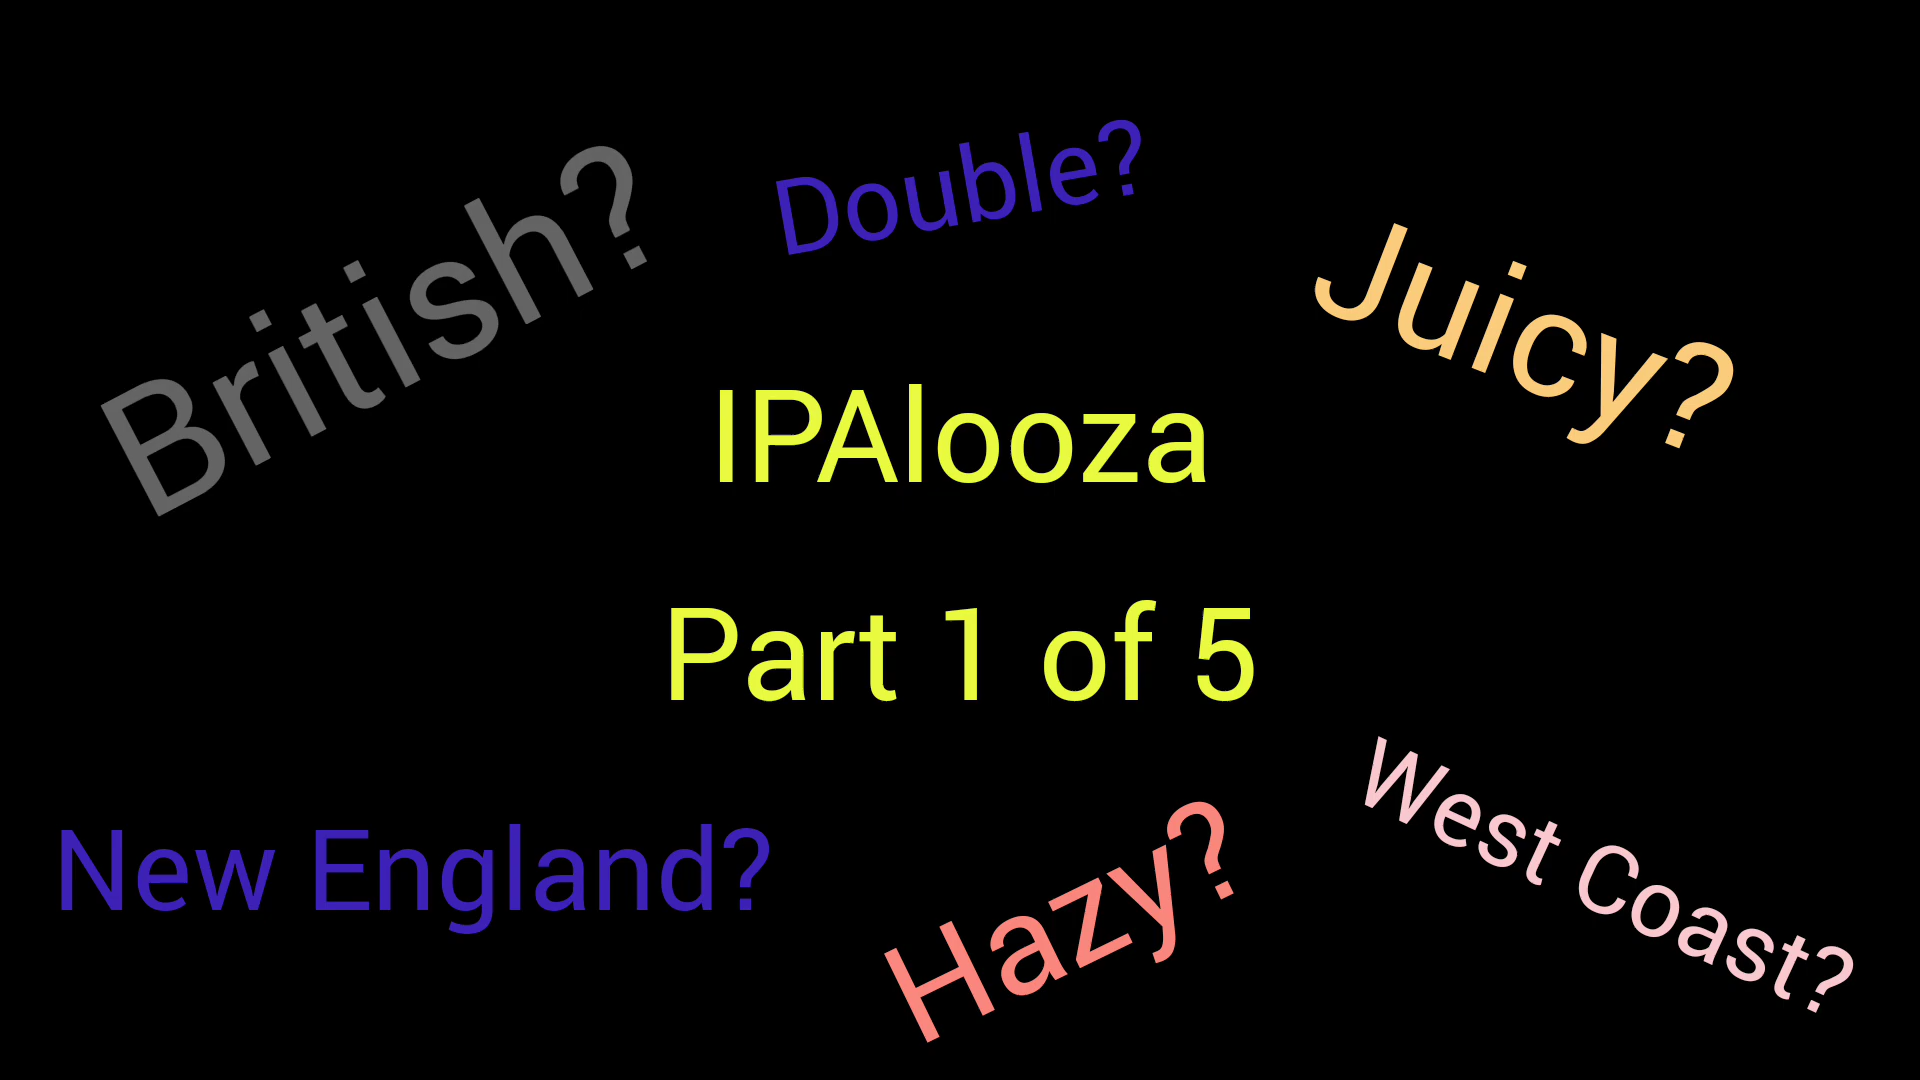 British?
Double?
Juicy?
IPAlooza
Part 1 of 5
New England?
Hazy?
West Coast?